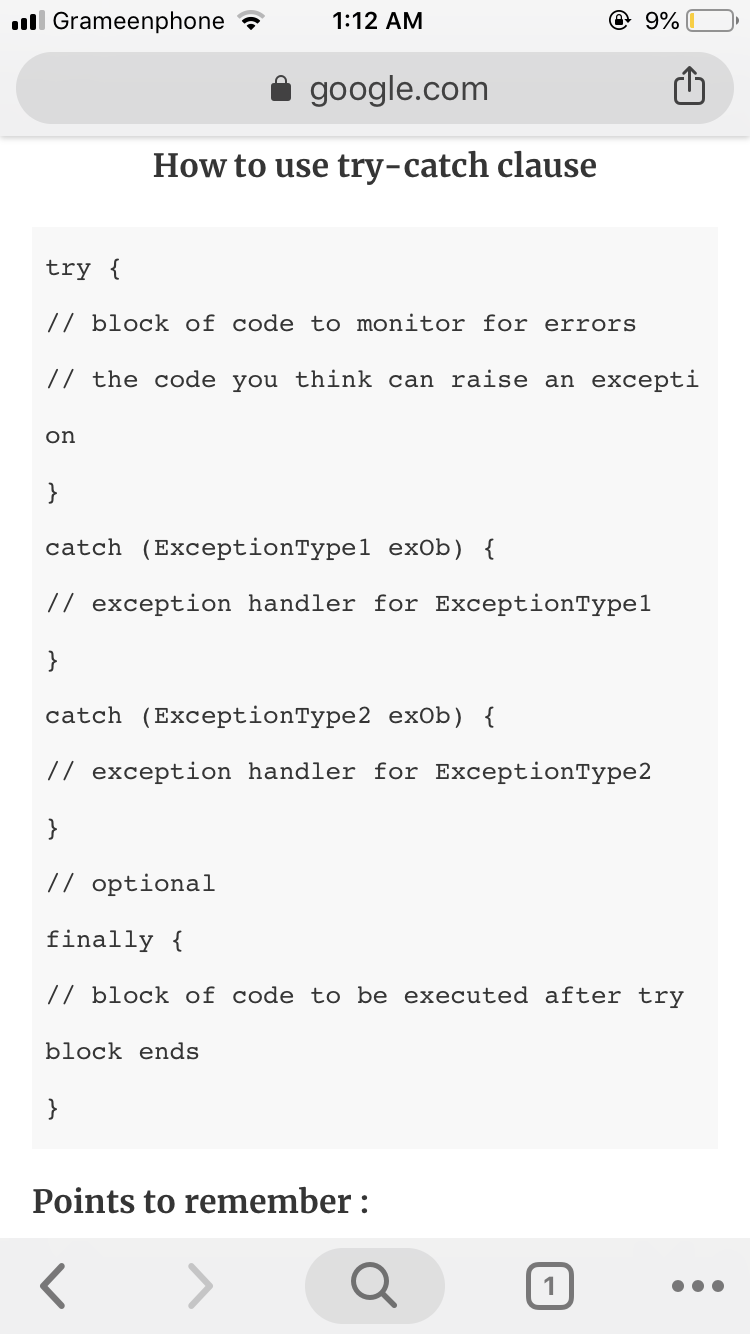 Grameenphone 1:12 AM 9%
google.com
How to use try-catch clause
try {
// block of code to monitor for errors
// the code you think can raise an excepti
on
}
catch (ExceptionType1 exOb) {
// exception handler for ExceptionType1
}
catch (ExceptionType2 exOb) {
// exception handler for ExceptionType2
}
// optional
finally {
// block of code to be executed after try
block ends
}
Points to remember :
1